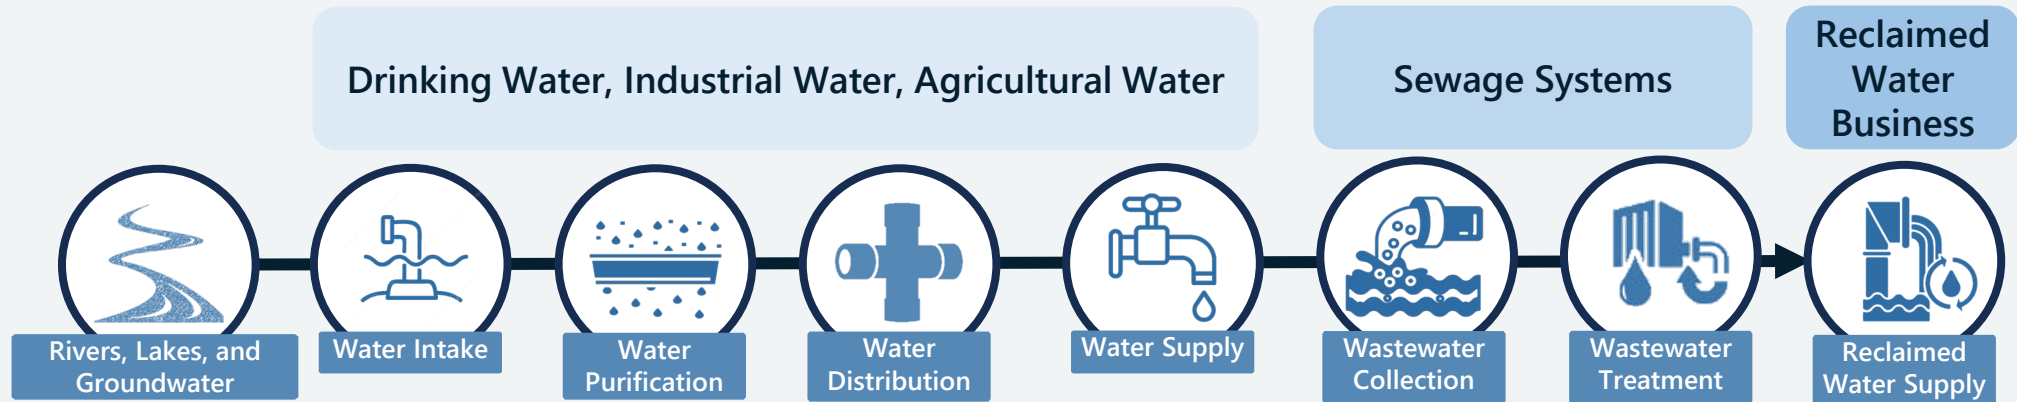 Drinking Water, Industrial Water, Agricultural Water
Sewage Systems
Reclaimed
Water
Business
Rivers, Lakes, and
Groundwater
Water Intake
Water
Purification
Water
Distribution
Water Supply
Wastewater
Collection
Wastewater
Treatment
Reclaimed
Water Supply